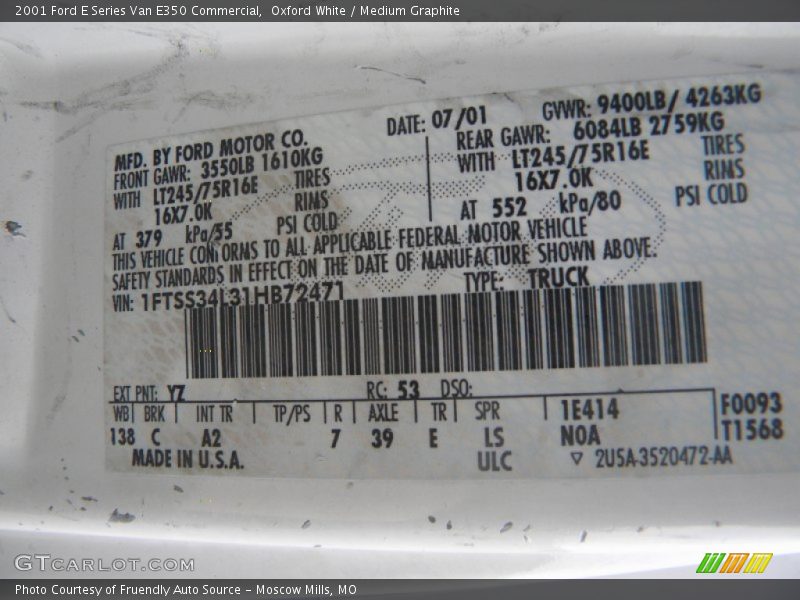 2001 Ford E Series Van E350 Commercial, Oxford White / Medium Graphite
MFD. BY FORD MOTOR CO.
DATE: 07/01
GVWR: 9400LB/ 4263KG
FRONT GAWR: 3550LB 1610KG
REAR GAWR: 6084LB 2759KG
WITH LT245/75R16E TIRES
WITH LT245/75R16E TIRES
16X7.0K RIMS
16X7.0K RIMS
AT 379 kPa/55 PSI COLD
AT 552 kPa/80 PSI COLD
THIS VEHICLE CONFORMS TO ALL APPLICABLE FEDERAL MOTOR VEHICLE
SAFETY STANDARDS IN EFFECT ON THE DATE OF MANUFACTURE SHOWN ABOVE.
VIN: 1FTSS34L31HB72471
TYPE: TRUCK
EXT PNT: YZ RC: 53 DSO:
WB BRK INT TR TP/PS R AXLE TR SPR 1E414 F0093
138 C A2 7 39 E LS N0A T1568
MADE IN U.S.A. ULC ▽ 2U5A-3520472-AA
GTCARLOT.COM
Photo Courtesy of Fruendly Auto Source – Moscow Mills, MO